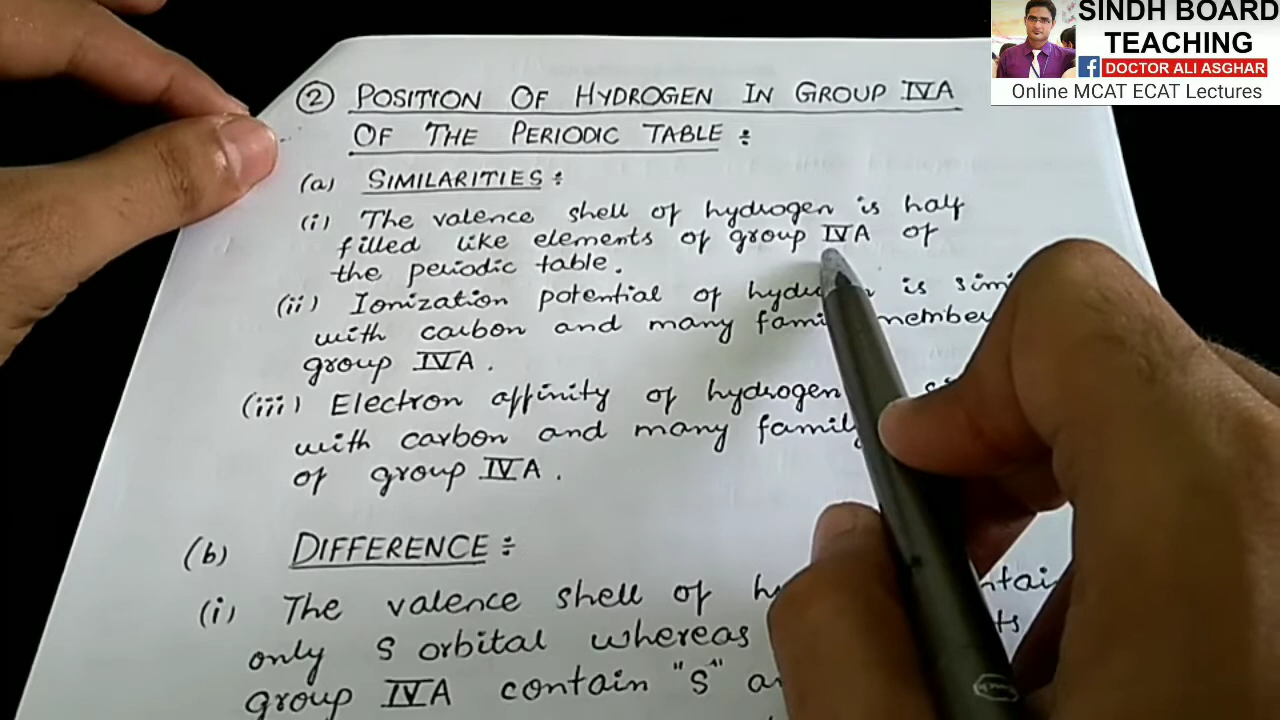 SINDH BOARD
TEACHING
f DOCTOR ALI ASGHAR
Online MCAT ECAT Lectures
② POSITION OF HYDROGEN IN GROUP IVA
OF THE PERIODIC TABLE :
(a) SIMILARITIES :
(i) The valence shell of hydrogen is half
filled like elements of group IVA of
the periodic table.
(ii) Ionization potential of is
with carbon and many
group IVA.
(iii) Electron affinity of hydrogen
with carbon and many family
of group IVA.
(b) DIFFERENCE :
(i) The valence shell of
only S orbital whereas
group IVA contain "S"